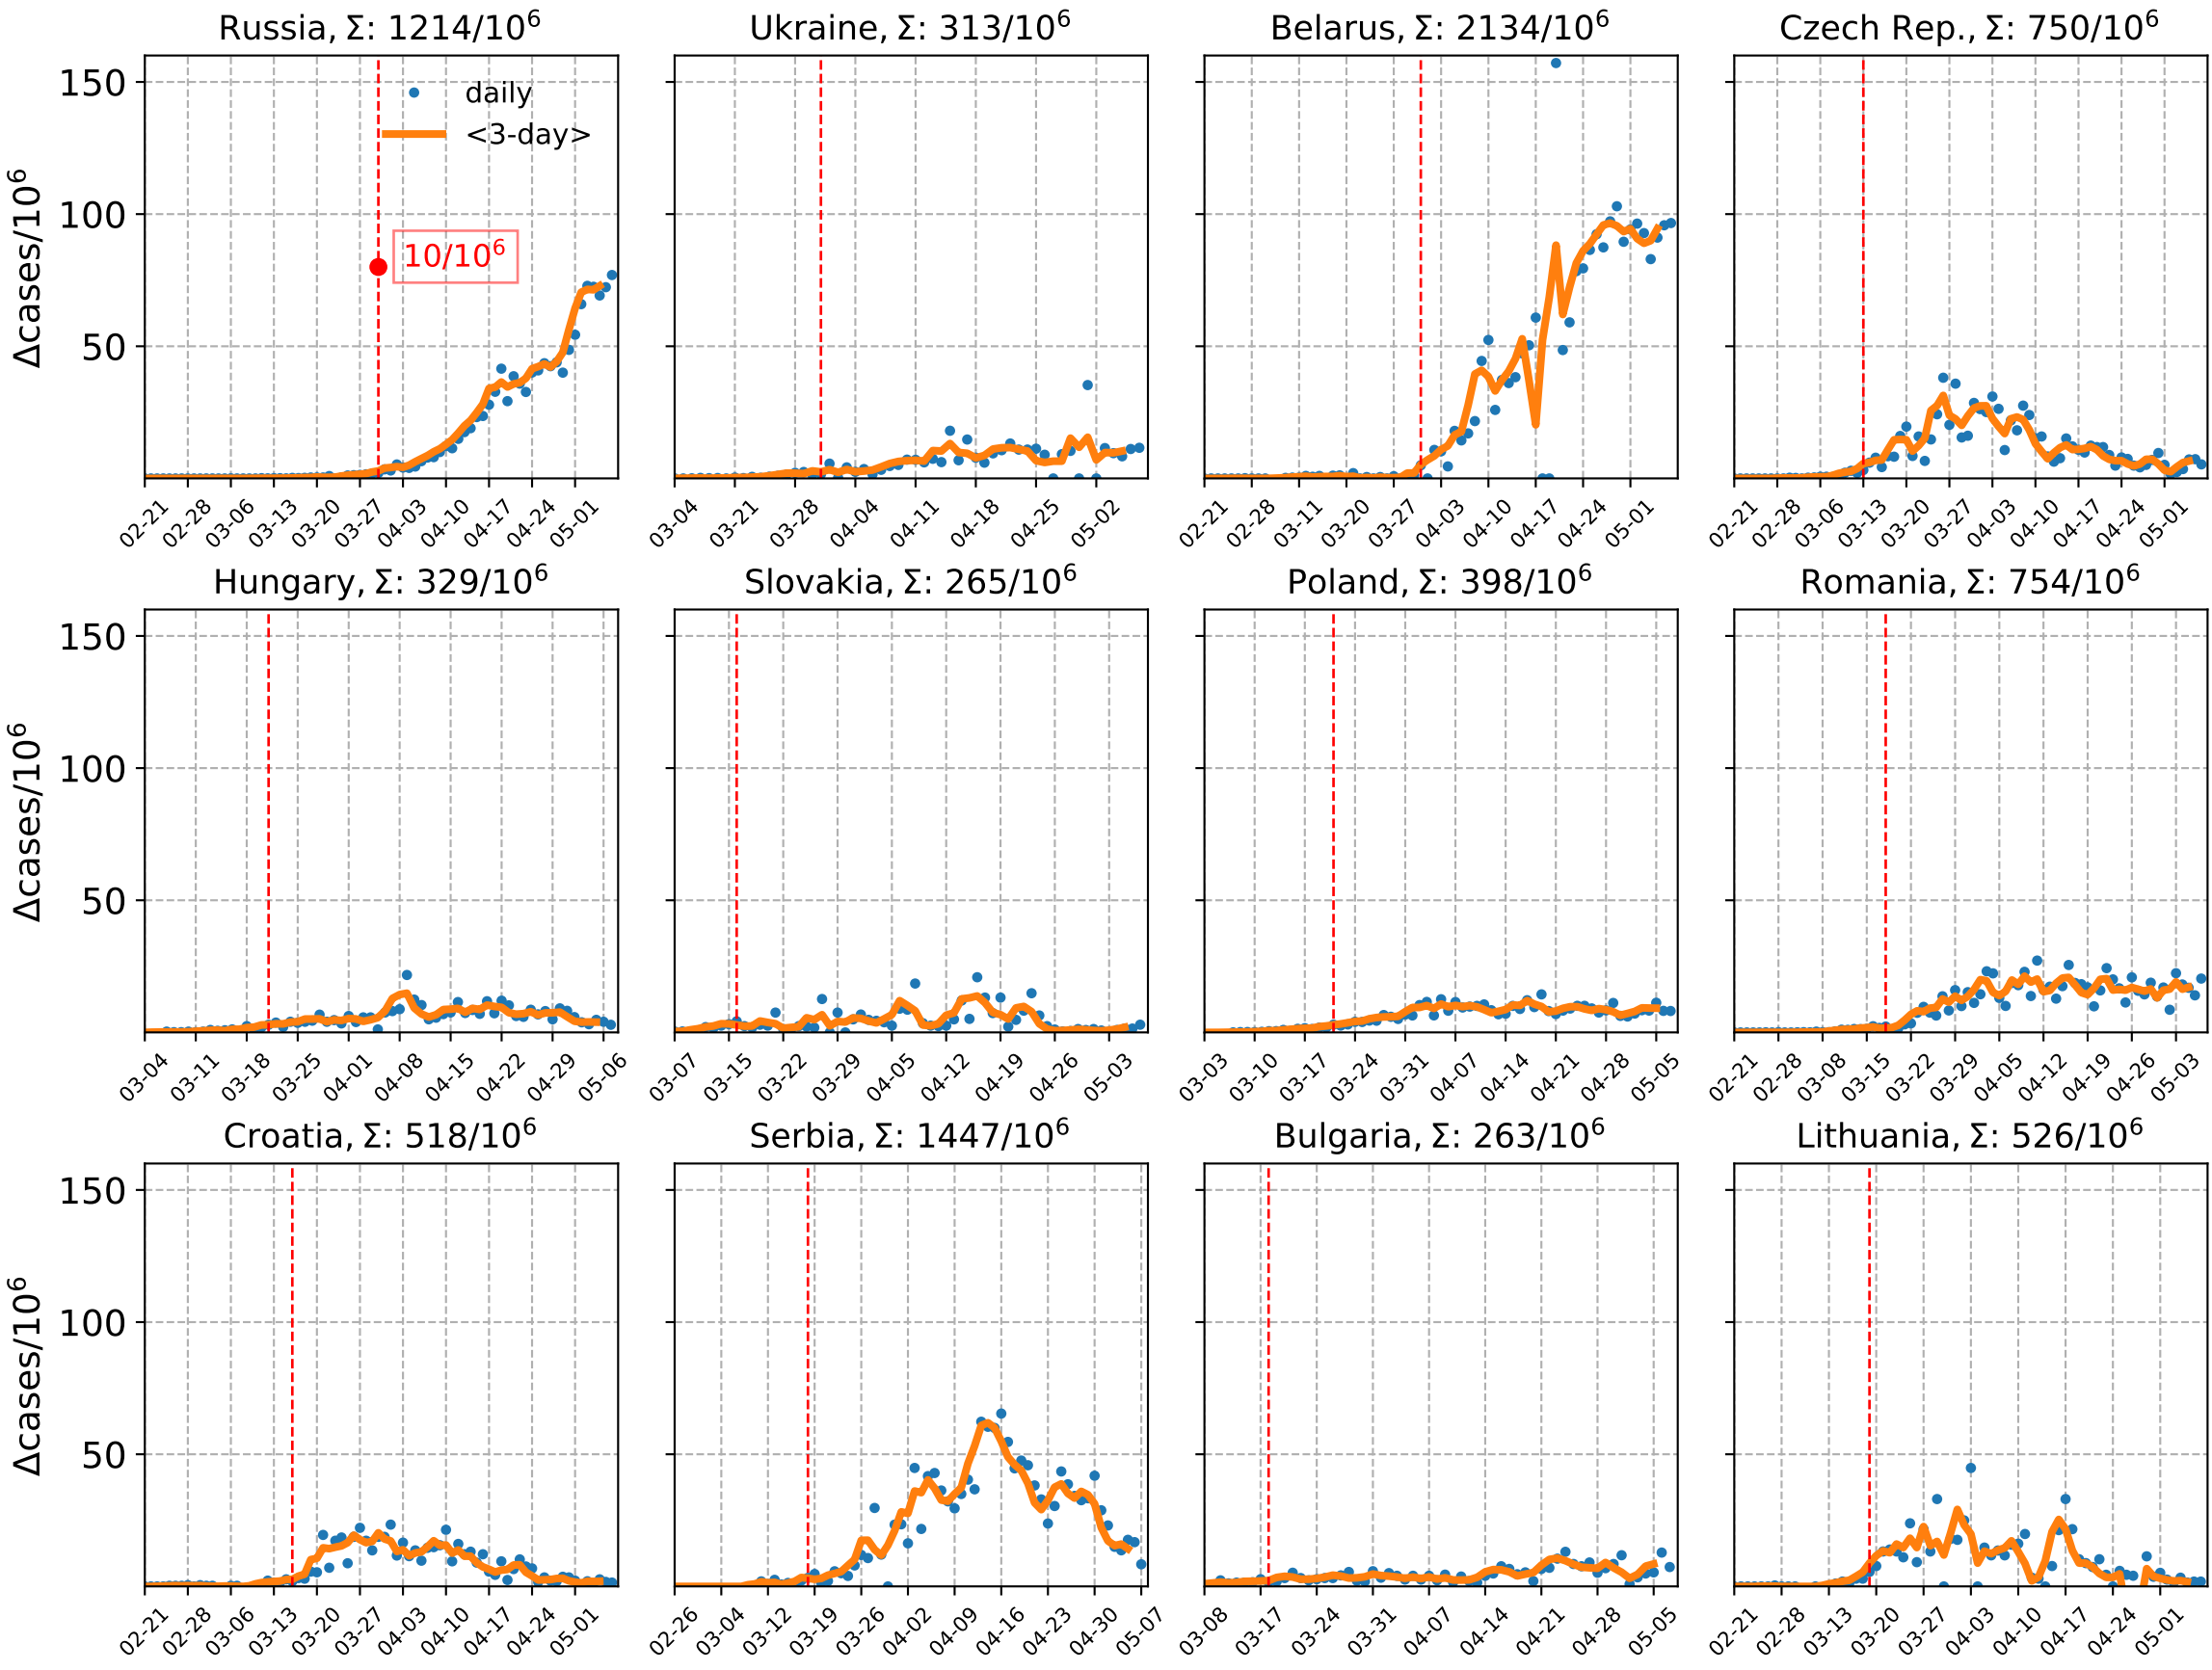 Russia, Σ: 1214/10⁶
Ukraine, Σ: 313/10⁶
Belarus, Σ: 2134/10⁶
Czech Rep., Σ: 750/10⁶
Δcases/10⁶
150
100
50
daily
<3-day>
10/10⁶
02-21 02-28 03-06 03-13 03-20 03-27 04-03 04-10 04-17 04-24 05-01
03-04 03-21 03-28 04-04 04-11 04-18 04-25 05-02
02-21 02-28 03-11 03-20 03-27 04-03 04-10 04-17 04-24 05-01
02-21 02-28 03-06 03-13 03-20 03-27 04-03 04-10 04-17 04-24 05-01
Hungary, Σ: 329/10⁶
Slovakia, Σ: 265/10⁶
Poland, Σ: 398/10⁶
Romania, Σ: 754/10⁶
Δcases/10⁶
150
100
50
03-04 03-11 03-18 03-25 04-01 04-08 04-15 04-22 04-29 05-06
03-07 03-15 03-22 03-29 04-05 04-12 04-19 04-26 05-03
03-03 03-10 03-17 03-24 03-31 04-07 04-14 04-21 04-28 05-05
02-21 02-28 03-08 03-15 03-22 03-29 04-05 04-12 04-19 04-26 05-03
Croatia, Σ: 518/10⁶
Serbia, Σ: 1447/10⁶
Bulgaria, Σ: 263/10⁶
Lithuania, Σ: 526/10⁶
Δcases/10⁶
150
100
50
02-21 02-28 03-06 03-13 03-20 03-27 04-03 04-10 04-17 04-24 05-01
02-26 03-04 03-12 03-19 03-26 04-02 04-09 04-16 04-23 04-30 05-07
03-08 03-17 03-24 03-31 04-07 04-14 04-21 04-28 05-05
02-21 02-28 03-13 03-20 03-27 04-03 04-10 04-17 04-24 05-01